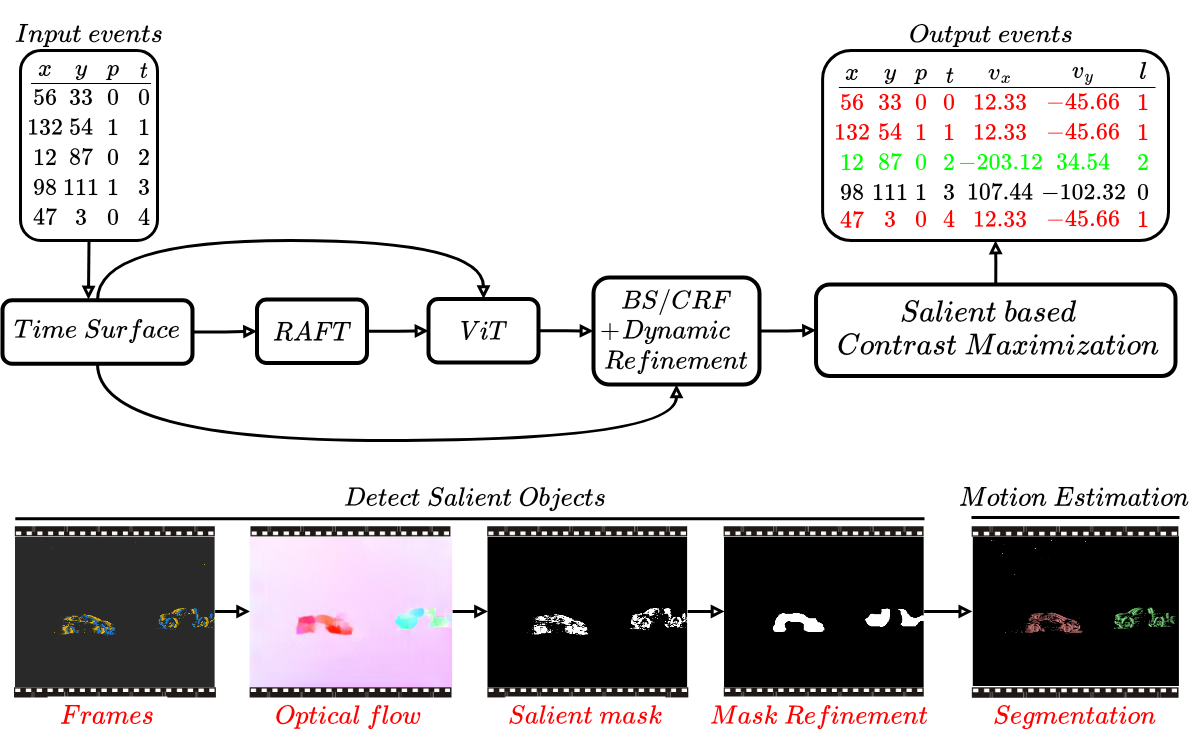 Input events
x y p t
56 33 0 0
132 54 1 1
12 87 0 2
98 111 1 3
47 3 0 4
Output events
x y p t v_x v_y l
56 33 0 0 12.33 −45.66 1
132 54 1 1 12.33 −45.66 1
12 87 0 2 −203.12 34.54 2
98 111 1 3 107.44 −102.32 0
47 3 0 4 12.33 −45.66 1
Time Surface
RAFT
ViT
BS/CRF
+Dynamic
Refinement
Salient based
Contrast Maximization
Detect Salient Objects
Motion Estimation
Frames
Optical flow
Salient mask
Mask Refinement
Segmentation